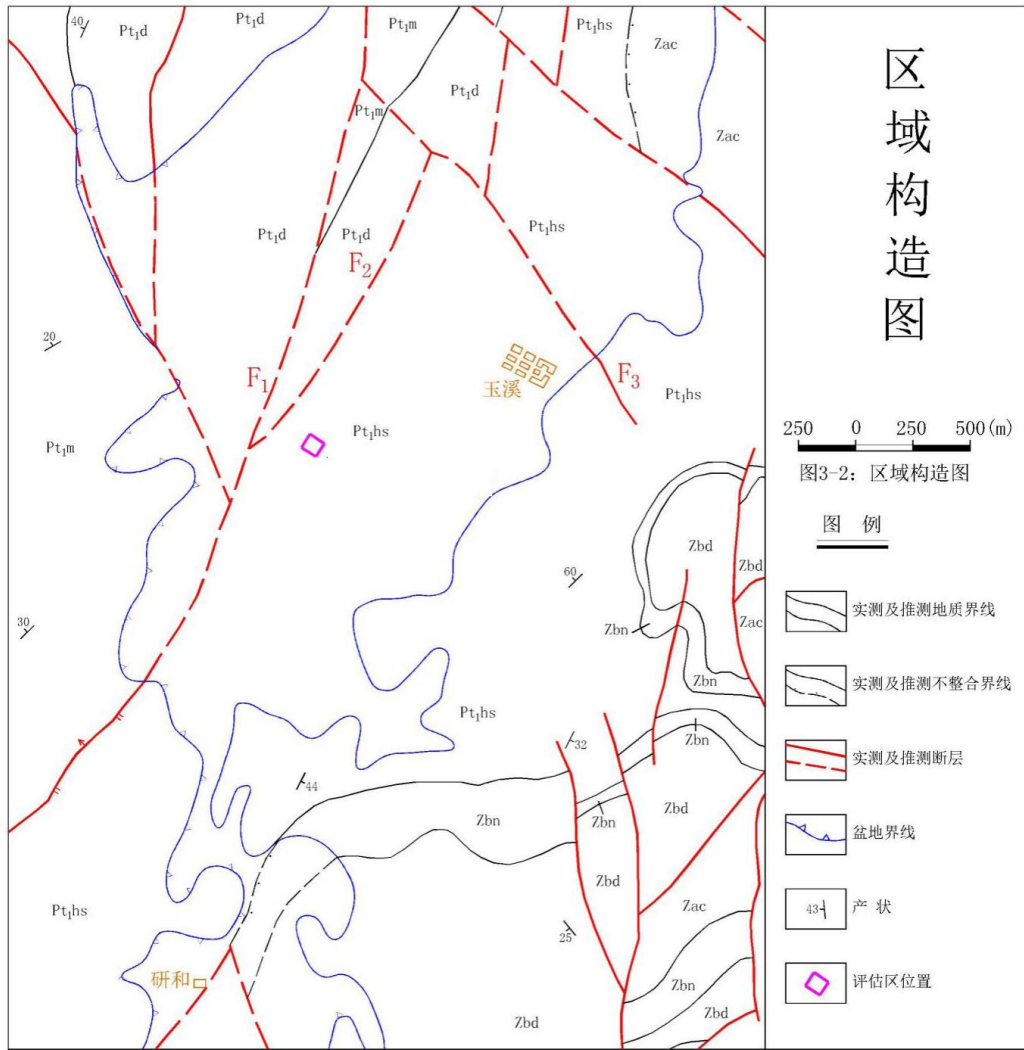 区域构造图
40
Pt₁d
Pt₁d
Pt₁m
Pt₁hs
Zac
Pt₁d
Pt₁m
Zac
Pt₁d
Pt₁d
Pt₁hs
F₂
20
F₁
玉溪
F₃
Pt₁hs
Pt₁hs
Pt₁m
250 0 250 500(m)
图3-2：区域构造图
图 例
Zbd
Zbd
60
30
Zbn
Zac
Zbn
Pt₁hs
32
Zbn
44
Zbn
Zbn
Zbd
Zbd
Pt₁hs
Zac
25
研和
Zbn
Zbd
Zbd
实测及推测地质界线
实测及推测不整合界线
实测及推测断层
盆地界线
43
产 状
评估区位置